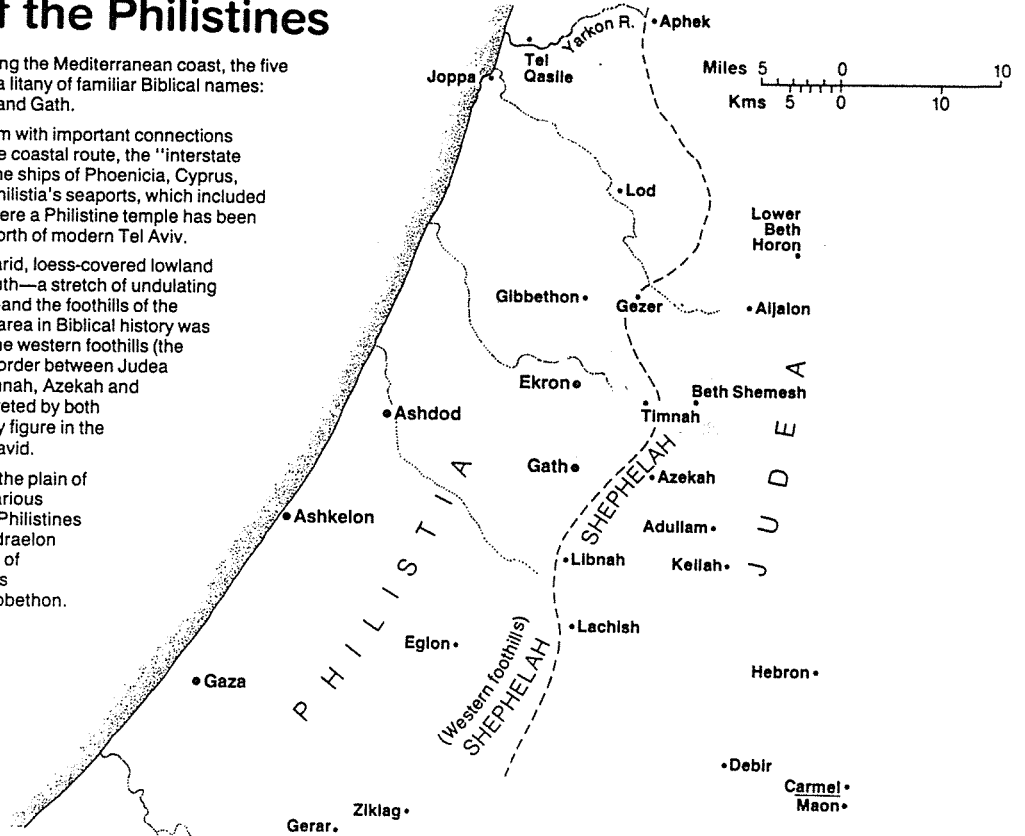 f the Philistines
ng the Mediterranean coast, the five
a litany of familiar Biblical names:
and Gath.
m with important connections
e coastal route, the "interstate
ne ships of Phoenicia, Cyprus,
hilistia's seaports, which included
ere a Philistine temple has been
orth of modern Tel Aviv.
arid, loess-covered lowland
uth—a stretch of undulating
-and the foothills of the
area in Biblical history was
ne western foothills (the
order between Judea
nnah, Azekah and
eted by both
y figure in the
avid.
the plain of
arious
Philistines
draelon
of
s
bbethon.
Yarkon R.
Aphek
Tel
Qasile
Joppa
Miles 5 0 10
Kms 5 0 10
Lod
Lower
Beth
Horon
Gibbethon
Gezer
Aijalon
Ekron
Beth Shemesh
Timnah
Ashdod
Gath
SHEPHELAH
Azekah
Ashkelon
Adullam
Libnah
Keilah
JUDEA
PHILISTIA
Lachish
Eglon
(Western foothills)
SHEPHELAH
Hebron
Gaza
Debir
Carmel
Maon
Ziklag
Gerar